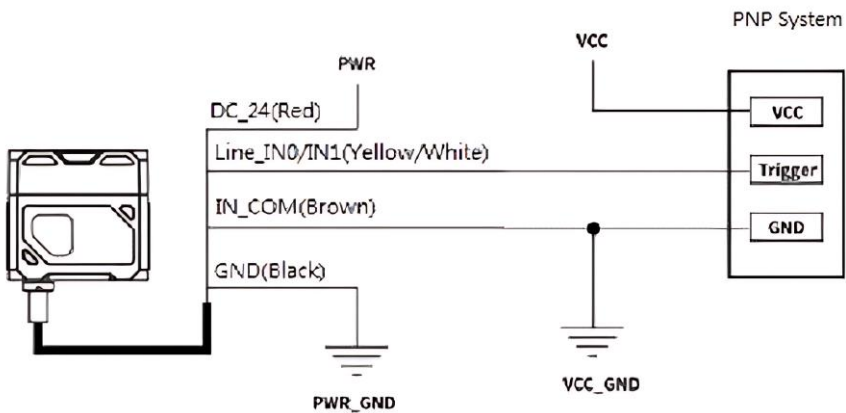 PNP System
VCC
PWR
DC_24(Red)
VCC
Line_IN0/IN1(Yellow/White)
Trigger
IN_COM(Brown)
GND
GND(Black)
VCC_GND
PWR_GND